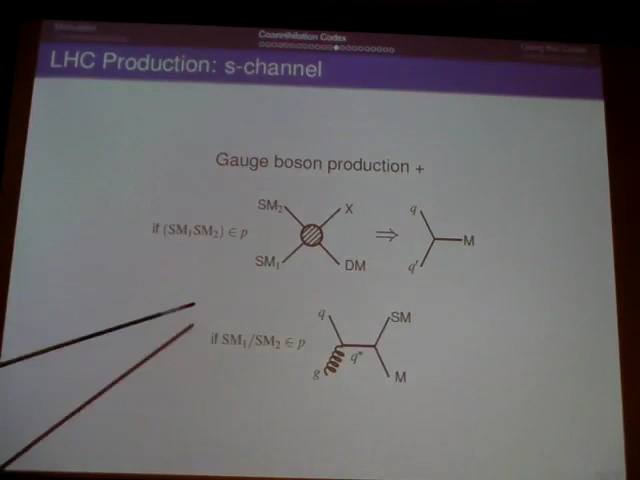 Coannihilation Codex
LHC Production: s-channel
Gauge boson production +
SM₂ X
if (SM₁SM₂) ∈ p ⇒ q M
SM₁ DM q'
q SM
if SM₁/SM₂ ∈ p q*
g M